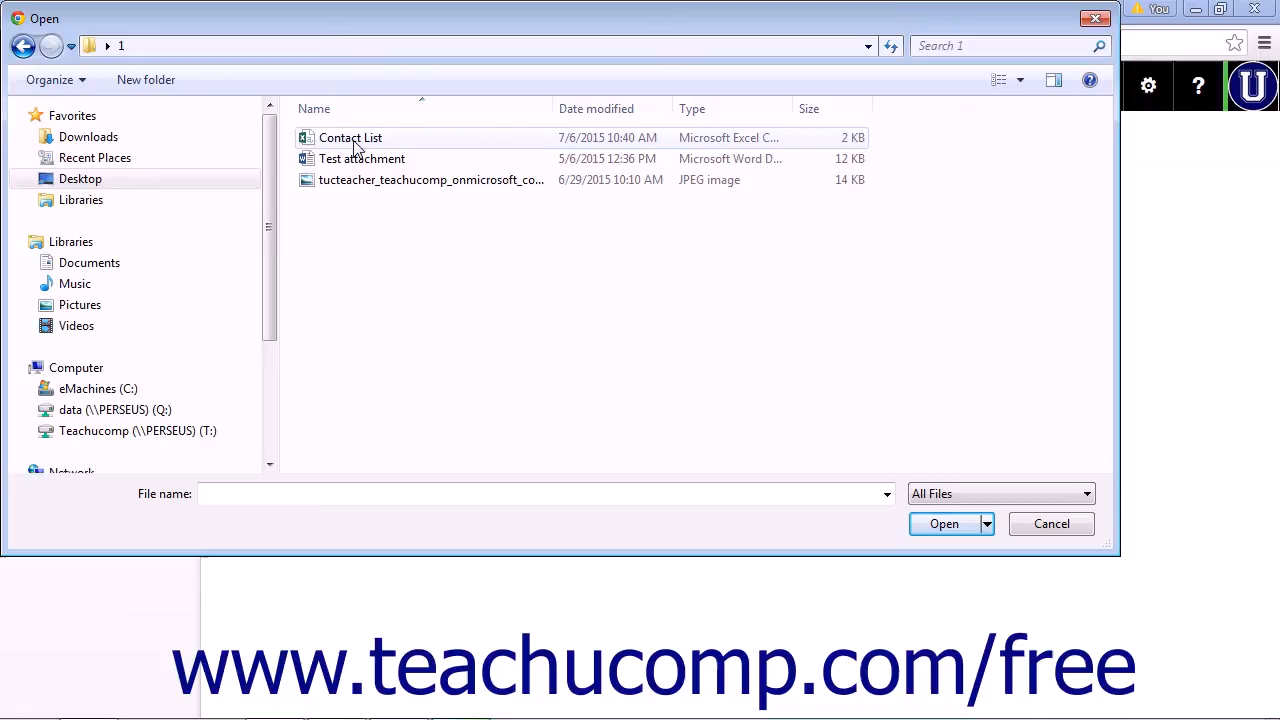 Open
You
1
Search 1
Organize
New folder
?
U
Name
Date modified
Type
Size
Favorites
Downloads
Recent Places
Desktop
Libraries
Libraries
Documents
Music
Pictures
Videos
Computer
eMachines (C:)
data (\\PERSEUS) (Q:)
Teachucomp (\\PERSEUS) (T:)
Network
Contact List 7/6/2015 10:40 AM Microsoft Excel C... 2 KB
Test attachment 5/6/2015 12:36 PM Microsoft Word D... 12 KB
tucteacher_teachucomp_onmicrosoft_co... 6/29/2015 10:10 AM JPEG image 14 KB
File name:
All Files
Open
Cancel
www.teachucomp.com/free